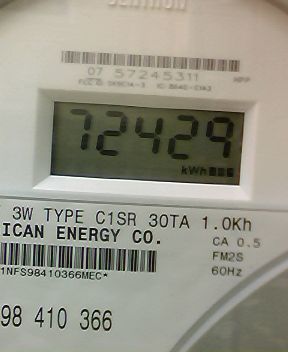 CENTRON
07 57245311
72429
kWh
3W TYPE C1SR 30TA 1.0Kh
ICAN ENERGY CO.
CA 0.5
FM2S
60Hz
1NFS98410366MEC*
98 410 366